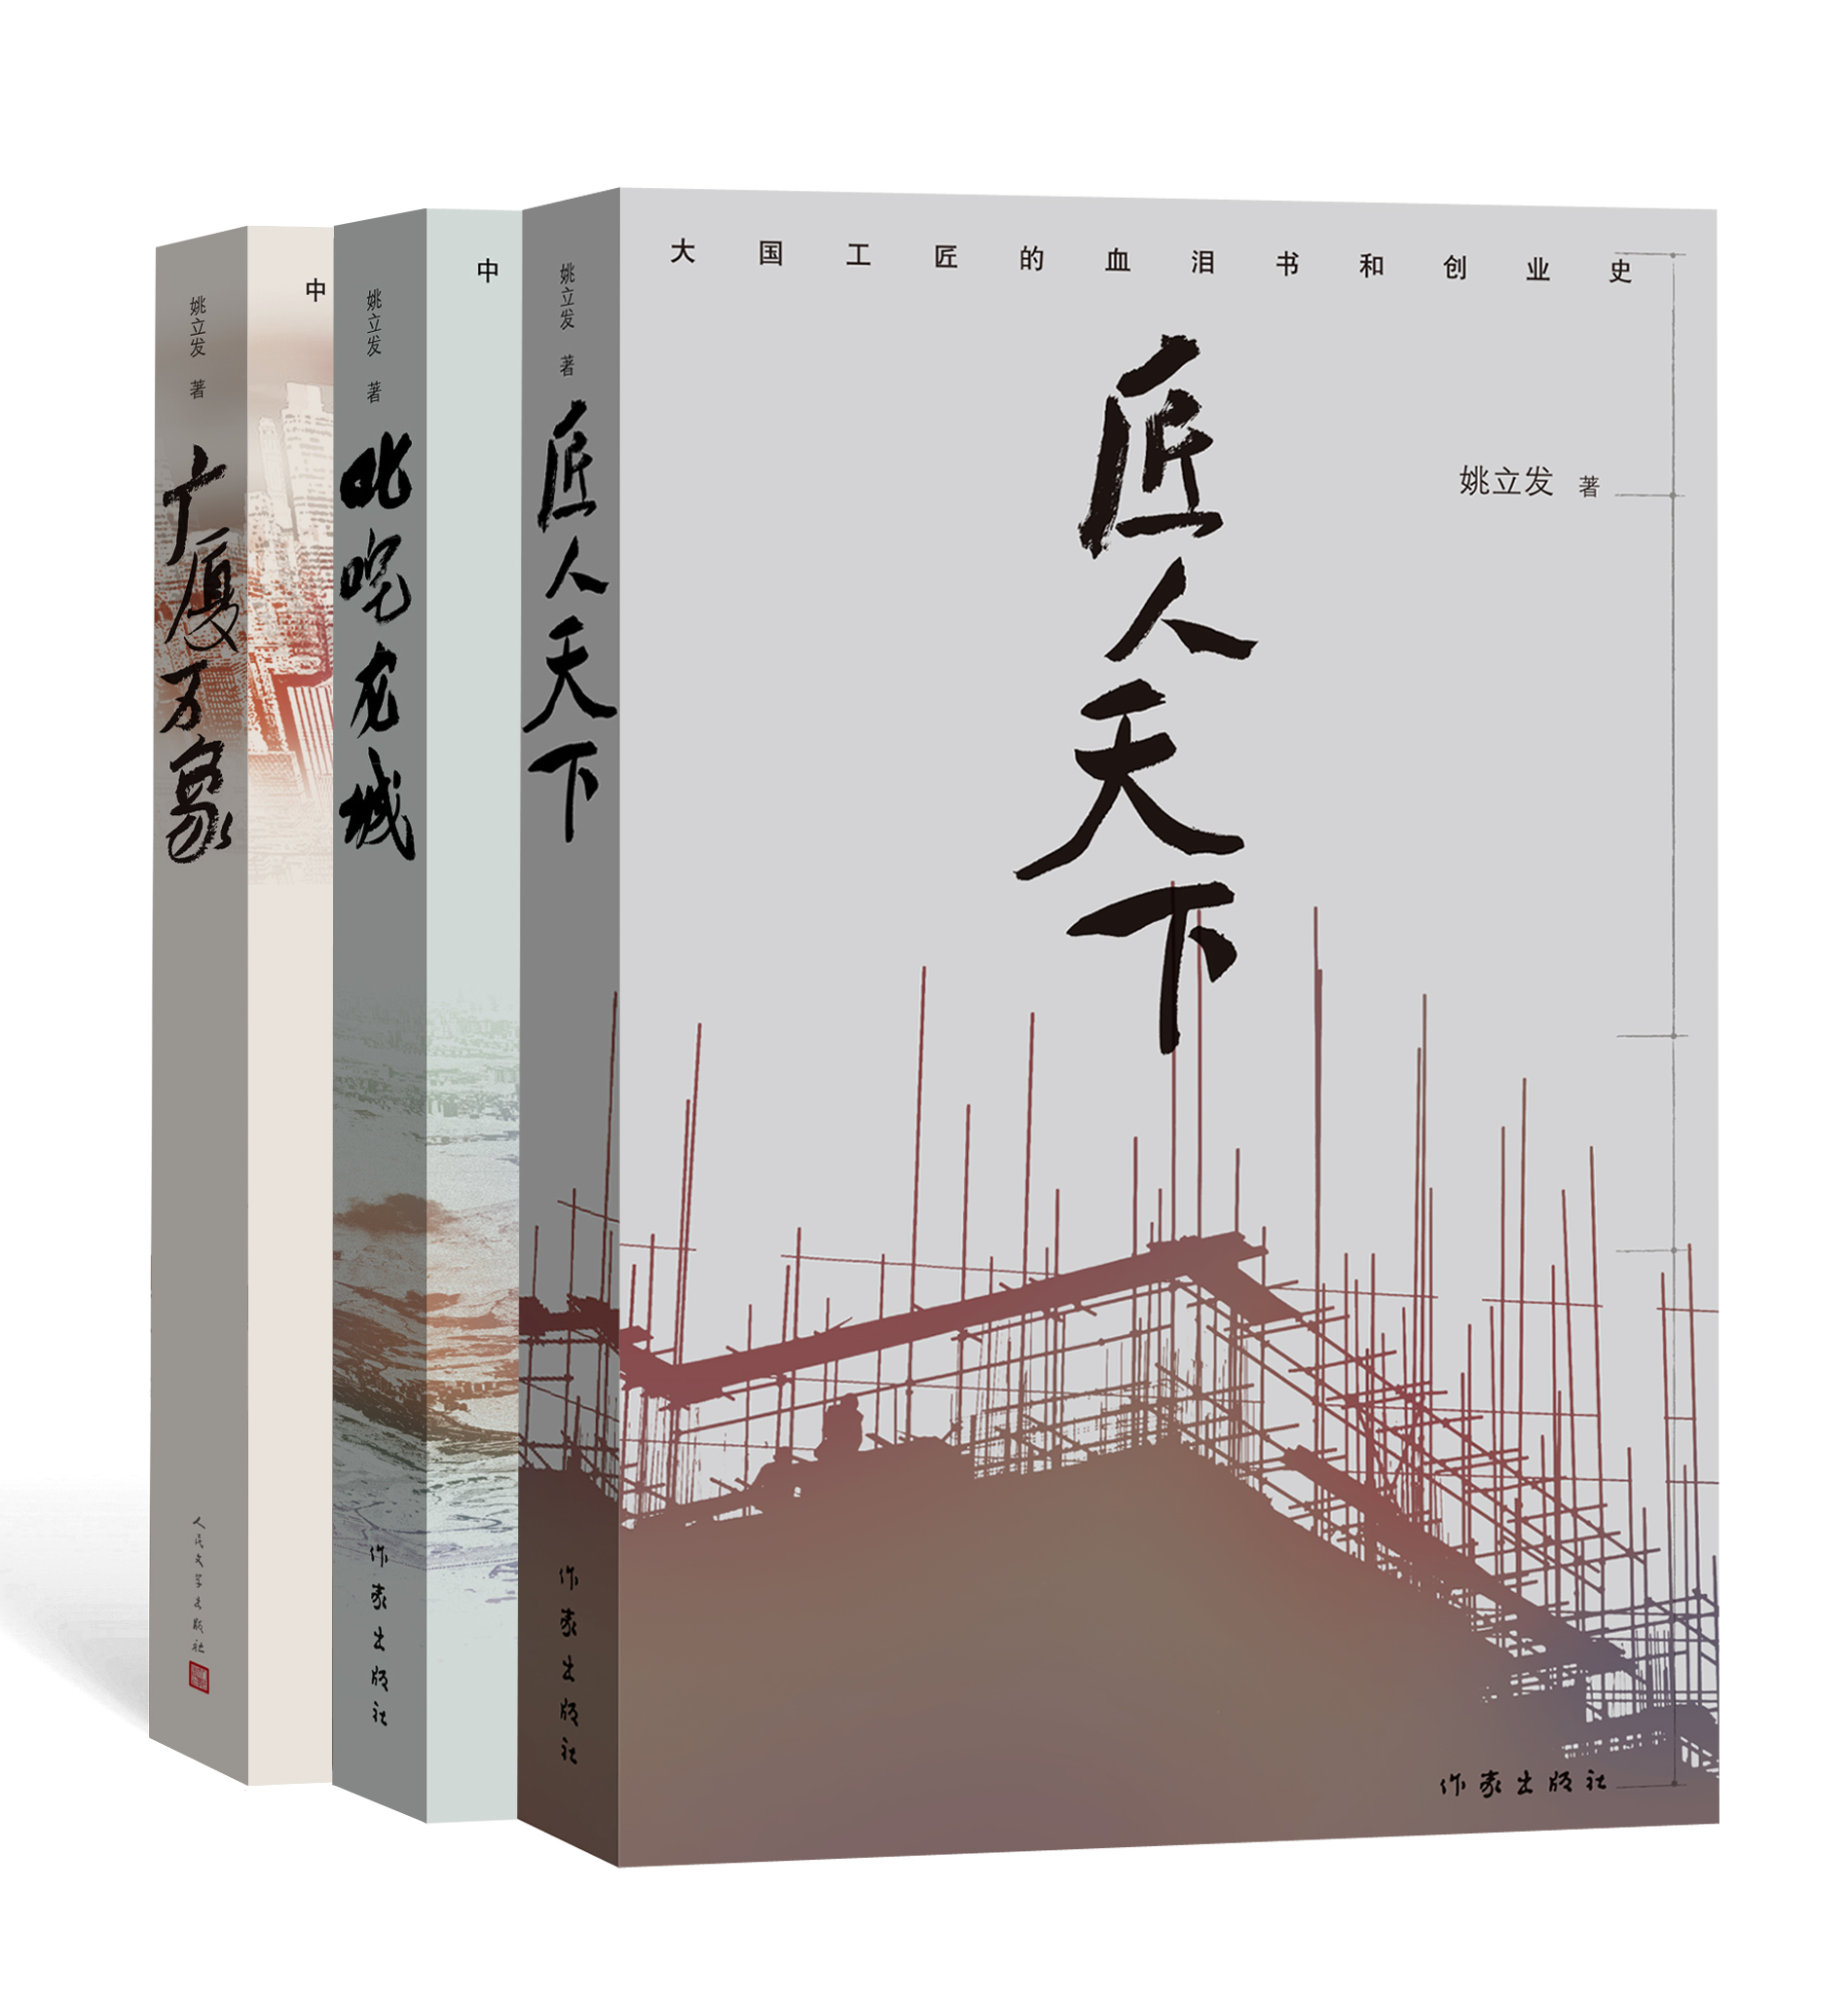 姚立发 著
广厦万象
人民文学出版社
中
姚立发 著
叱咤龙城
作家出版社
中
姚立发 著
匠人天下
作家出版社
大国工匠的血泪书和创业史
匠人天下
姚立发 著
作家出版社